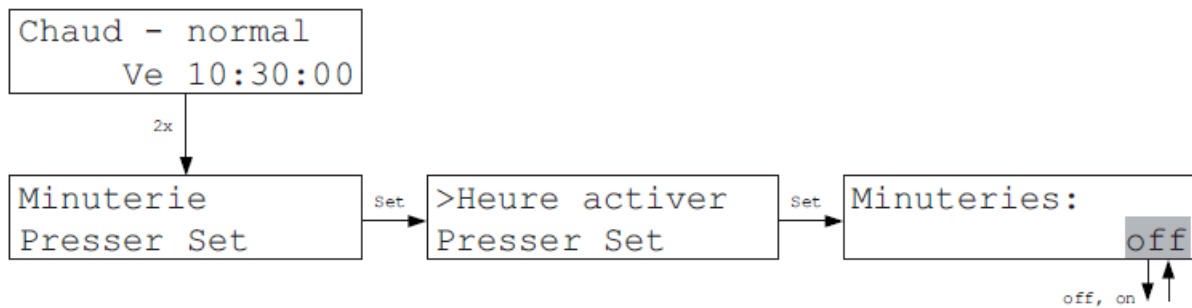 Chaud - normal
Ve 10:30:00
2x
Minuterie
Presser Set
Set
>Heure activer
Presser Set
Set
Minuteries:
off
off, on